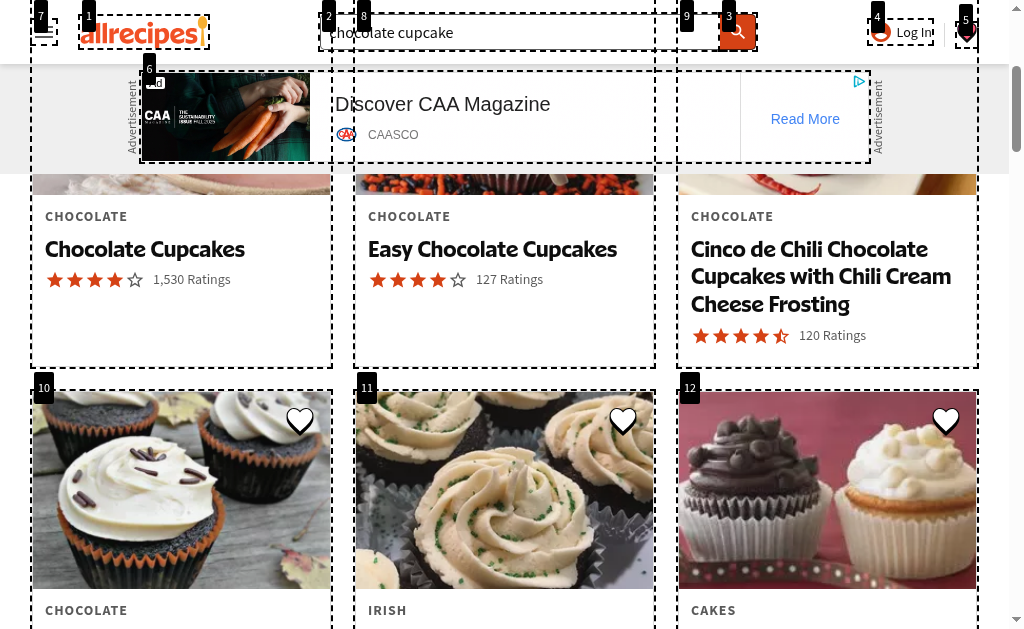 7
1
2
8
9
3
4
5
allrecipes
chocolate cupcake
Log In
6
Ad
Advertisement
CAA
MAGAZINE
THE
SUSTAINABILITY
ISSUE FALL 2025
Discover CAA Magazine
CAA
CAASCO
Read More
Advertisement
CHOCOLATE
Chocolate Cupcakes
1,530 Ratings
CHOCOLATE
Easy Chocolate Cupcakes
127 Ratings
CHOCOLATE
Cinco de Chili Chocolate
Cupcakes with Chili Cream
Cheese Frosting
120 Ratings
10
11
12
CHOCOLATE
IRISH
CAKES